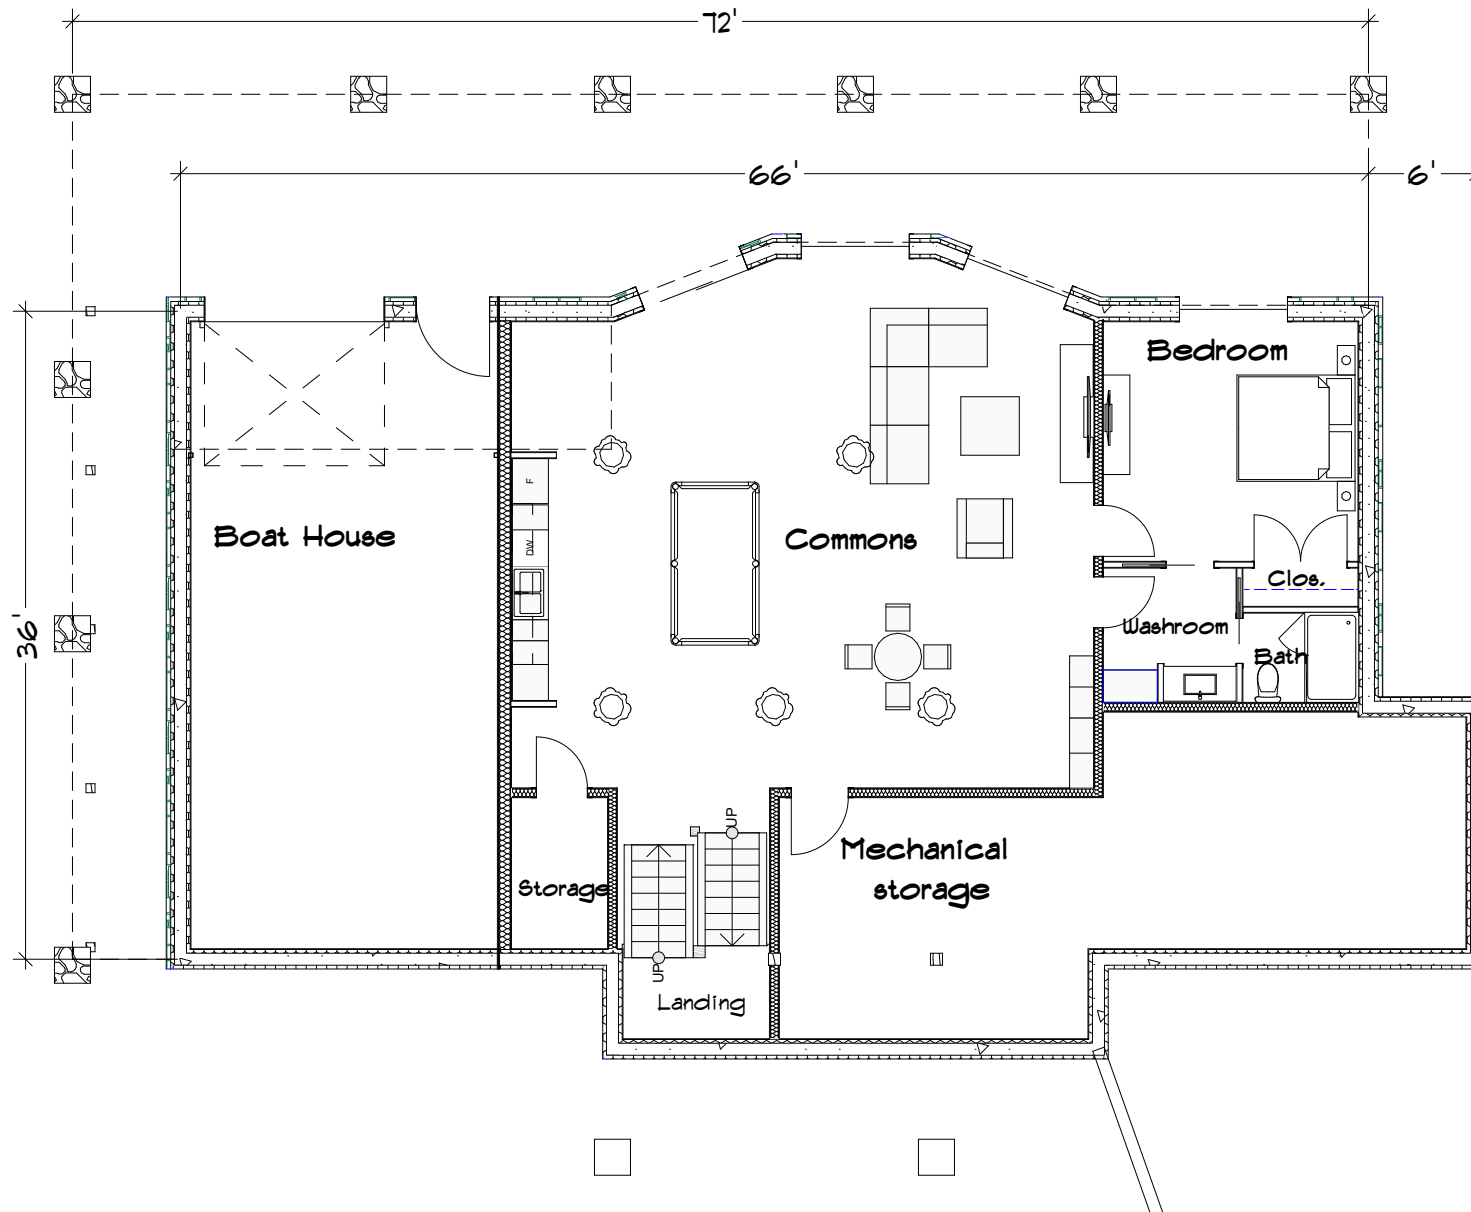 72'
66'
6'
Bedroom
F
Boat House
DW
Commons
Clos.
36'
Washroom
Bath
UP
Mechanical
storage
Storage
UP
Landing